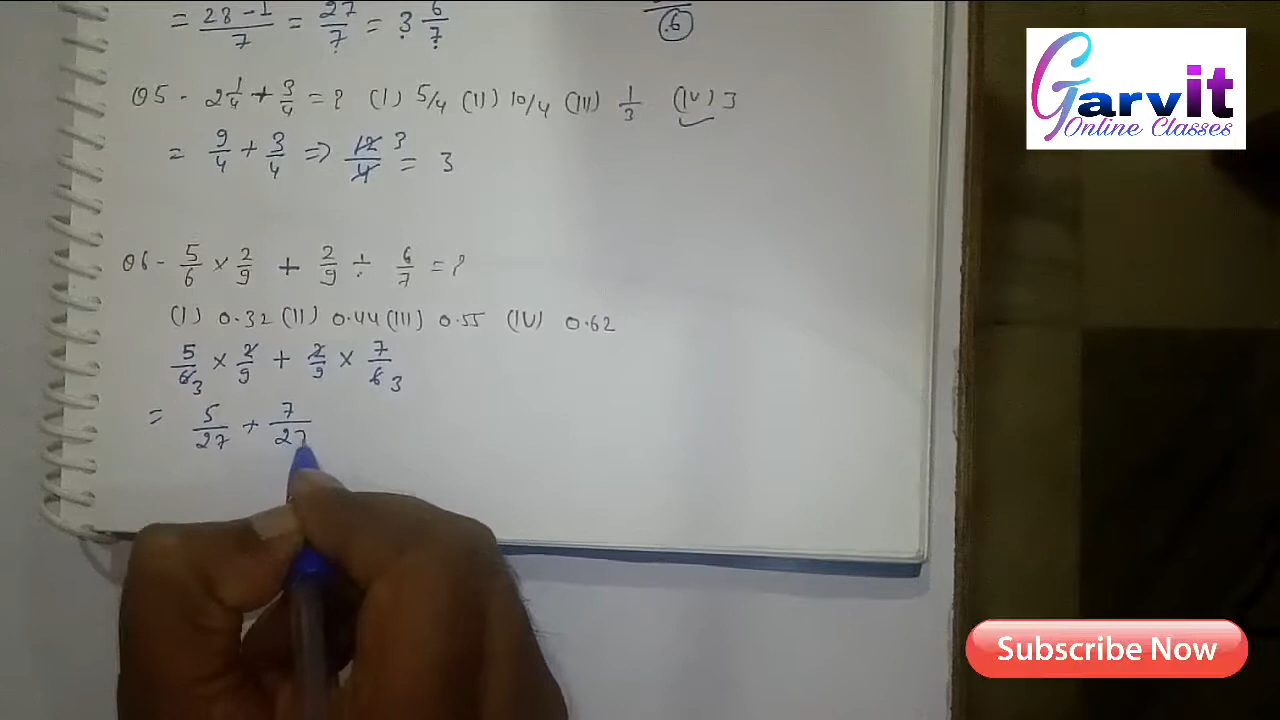 = 28-1/7 = 27/7 = 3 6/7
.6
Q5 - 2 1/4 + 3/4 = ? (I) 5/4 (II) 10/4 (III) 1/3 (IV) 3
= 9/4 + 3/4 => 12/4 3 = 3
Q6 - 5/6 × 2/9 + 2/9 ÷ 6/7 = ?
(I) 0.32 (II) 0.44 (III) 0.55 (IV) 0.62
5/6 3 × 2/9 + 2/9 × 7/6 3
= 5/27 + 7/27
Garvit
Online Classes
Subscribe Now